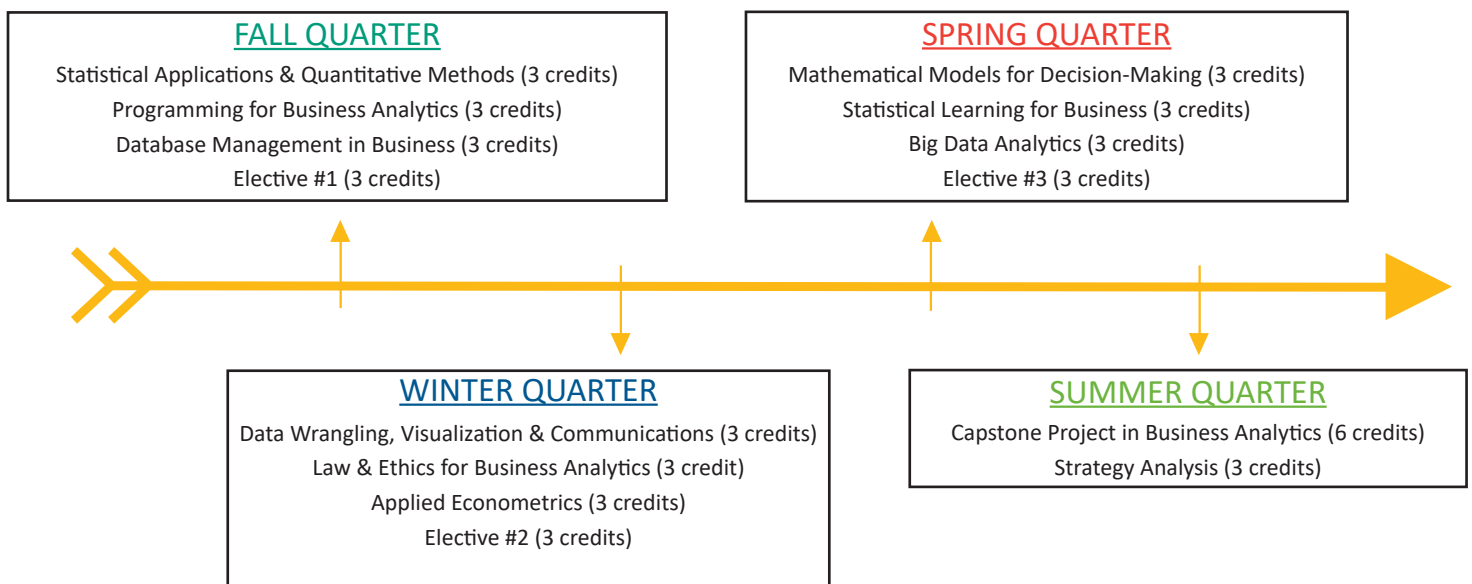 FALL QUARTER
Statistical Applications & Quantitative Methods (3 credits)
Programming for Business Analytics (3 credits)
Database Management in Business (3 credits)
Elective #1 (3 credits)
SPRING QUARTER
Mathematical Models for Decision-Making (3 credits)
Statistical Learning for Business (3 credits)
Big Data Analytics (3 credits)
Elective #3 (3 credits)
WINTER QUARTER
Data Wrangling, Visualization & Communications (3 credits)
Law & Ethics for Business Analytics (3 credit)
Applied Econometrics (3 credits)
Elective #2 (3 credits)
SUMMER QUARTER
Capstone Project in Business Analytics (6 credits)
Strategy Analysis (3 credits)